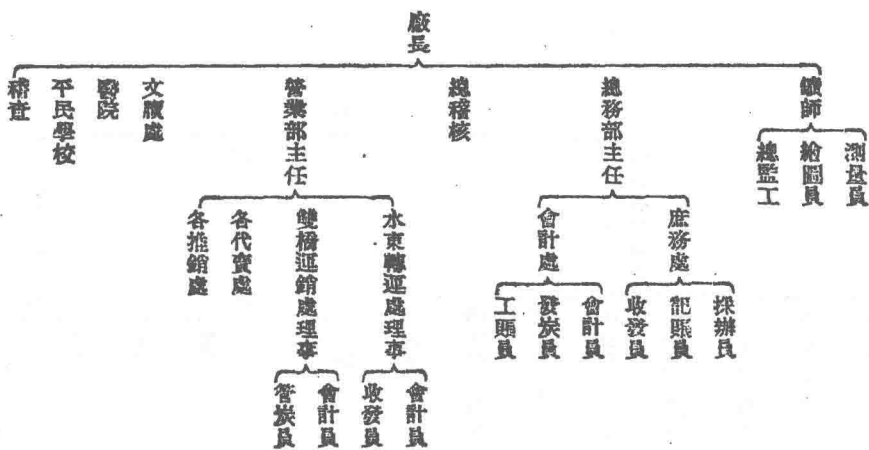 廠長
鑛師
測量員
繪圖員
總監工
總務部主任
庶務處
採辦員
記賬員
收發員
會計處
會計員
發炭員
工賬員
總稽核
營業部主任
水東轉運處理事
會計員
收發員
雙橋運銷處理事
會計員
管炭員
各代賣處
各推銷處
文牘處
醫院
平民學校
稽查